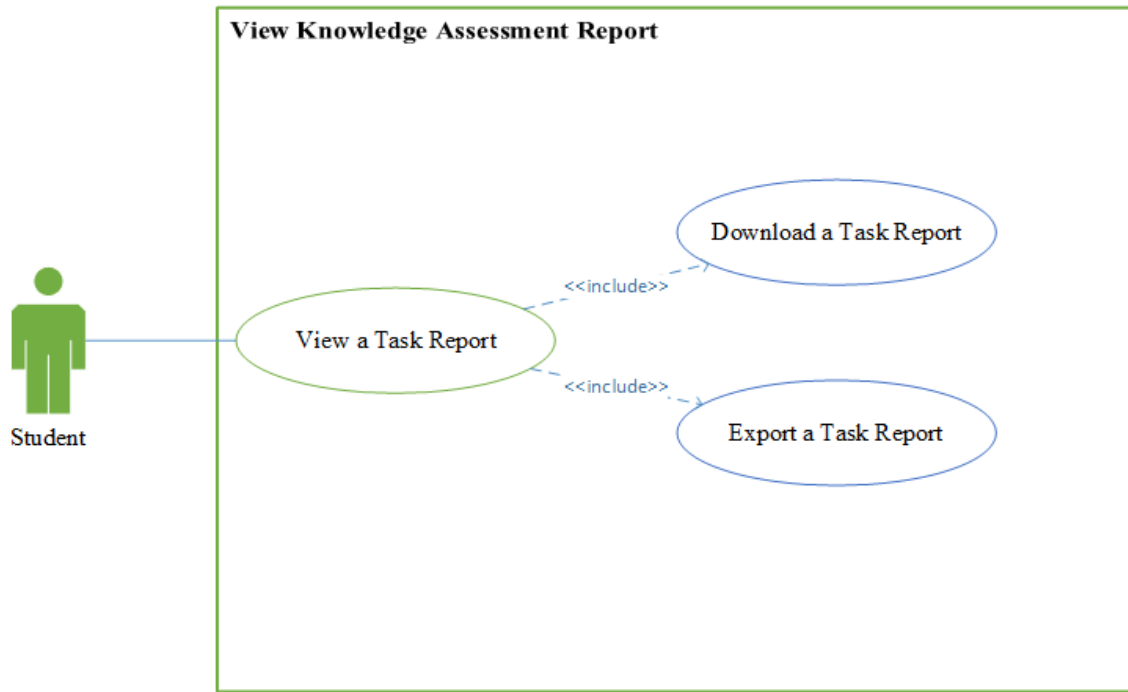 View Knowledge Assessment Report
Download a Task Report
<<include>>
View a Task Report
<<include>>
Export a Task Report
Student